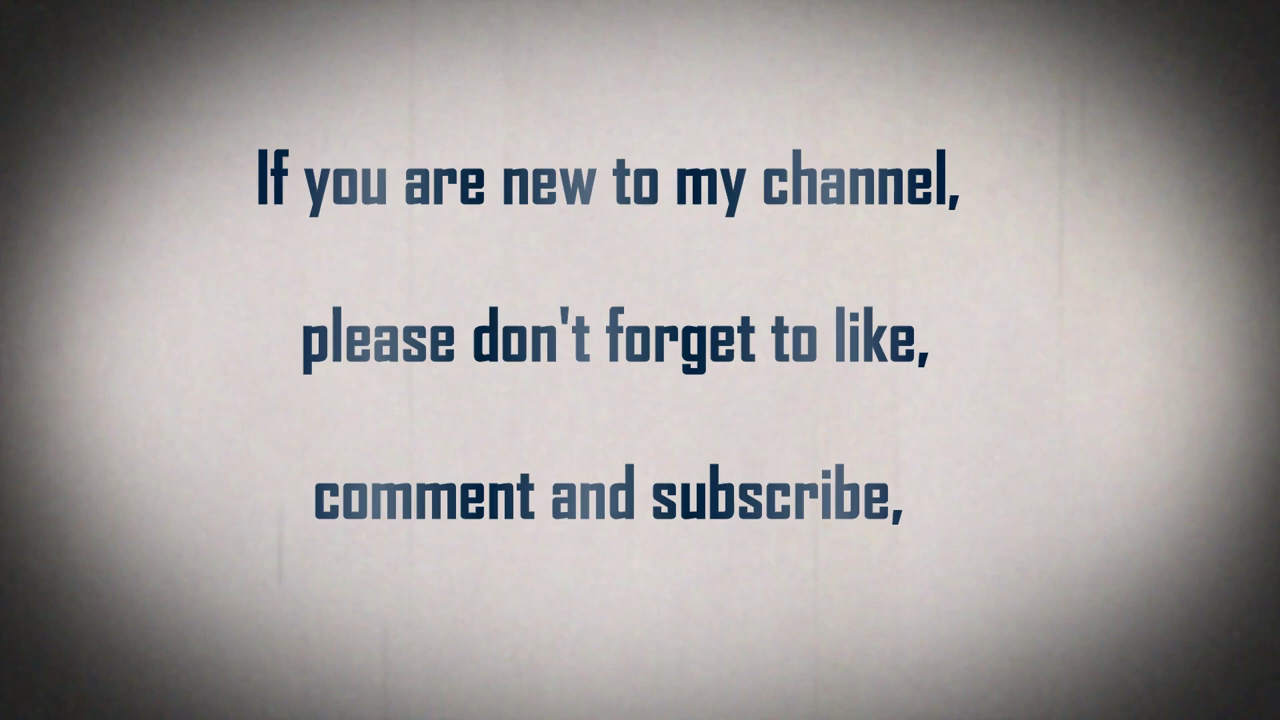 If you are new to my channel,
please don't forget to like,
comment and subscribe,